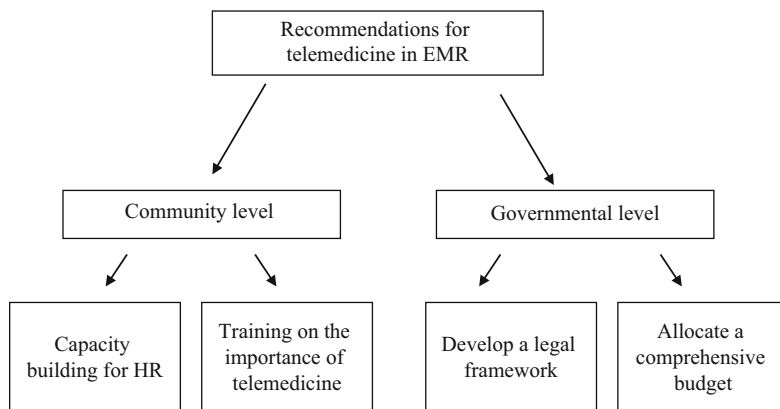 Recommendations for
telemedicine in EMR
Community level
Governmental level
Capacity
building for HR
Training on the
importance of
telemedicine
Develop a legal
framework
Allocate a
comprehensive
budget